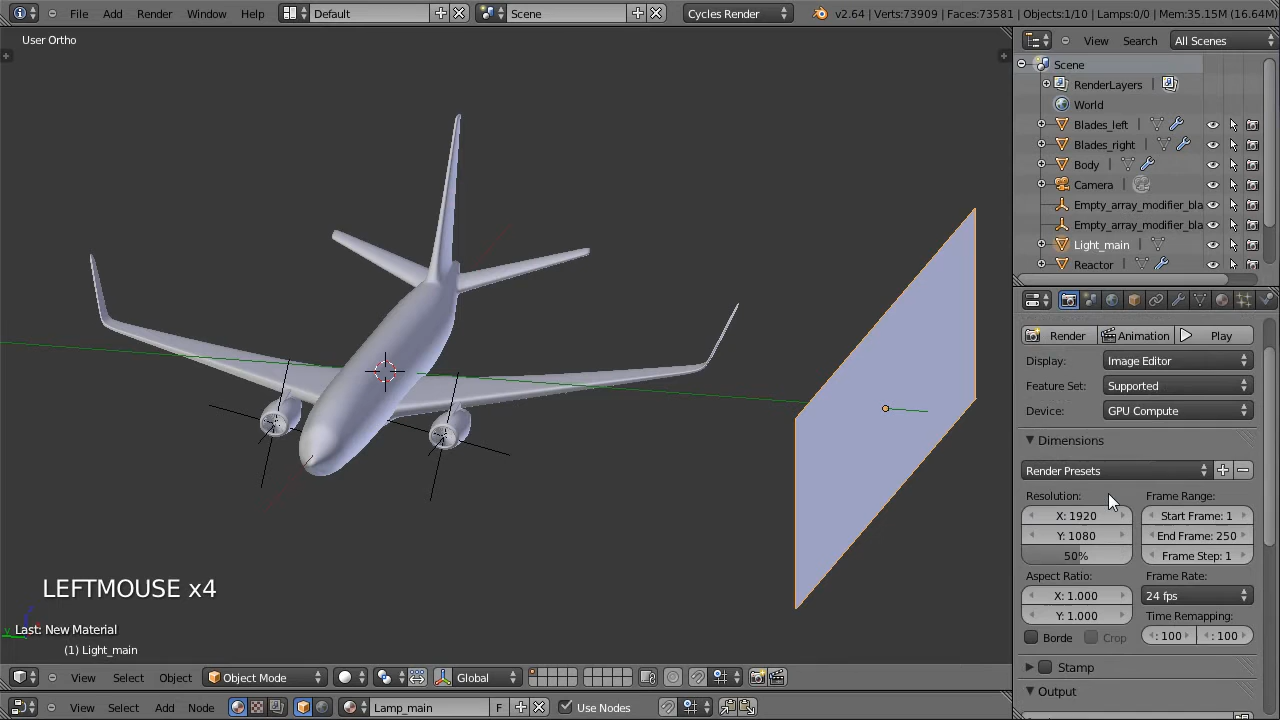 File Add Render Window Help Default Scene Cycles Render v2.64 | Verts:73909 | Faces:73581 | Objects:1/10 | Lamps:0/0 | Mem:35.15M (16.64M)
User Ortho
View Search All Scenes
Scene
RenderLayers
World
Blades_left
Blades_right
Body
Camera
Empty_array_modifier_bla
Empty_array_modifier_bla
Light_main
Reactor
Render Animation Play
Display: Image Editor
Feature Set: Supported
Device: GPU Compute
Dimensions
Render Presets
Resolution: Frame Range:
X: 1920 Start Frame: 1
Y: 1080 End Frame: 250
50% Frame Step: 1
Aspect Ratio: Frame Rate:
X: 1.000 24 fps
Y: 1.000 Time Remapping:
Borde Crop : 100 : 100
Stamp
Output
LEFTMOUSE x4
Last: New Material
(1) Light_main
View Select Object Object Mode Global
View Select Add Node Lamp_main F Use Nodes